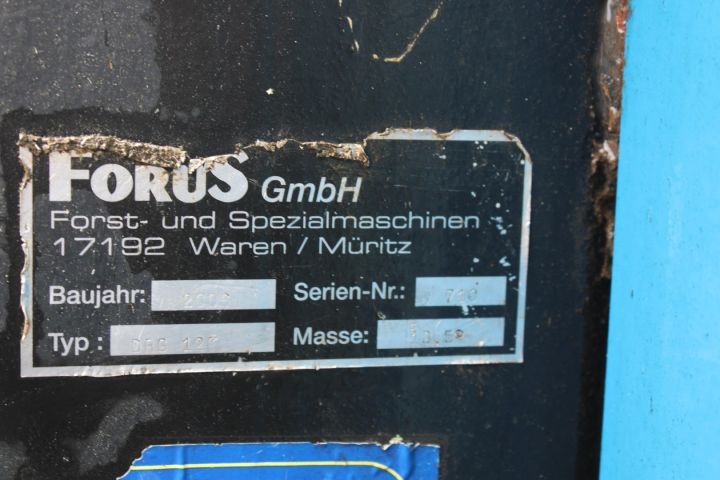 FORUS GmbH
Forst- und Spezialmaschinen
17192 Waren / Müritz
Baujahr: Serien-Nr.:
Typ : Masse: